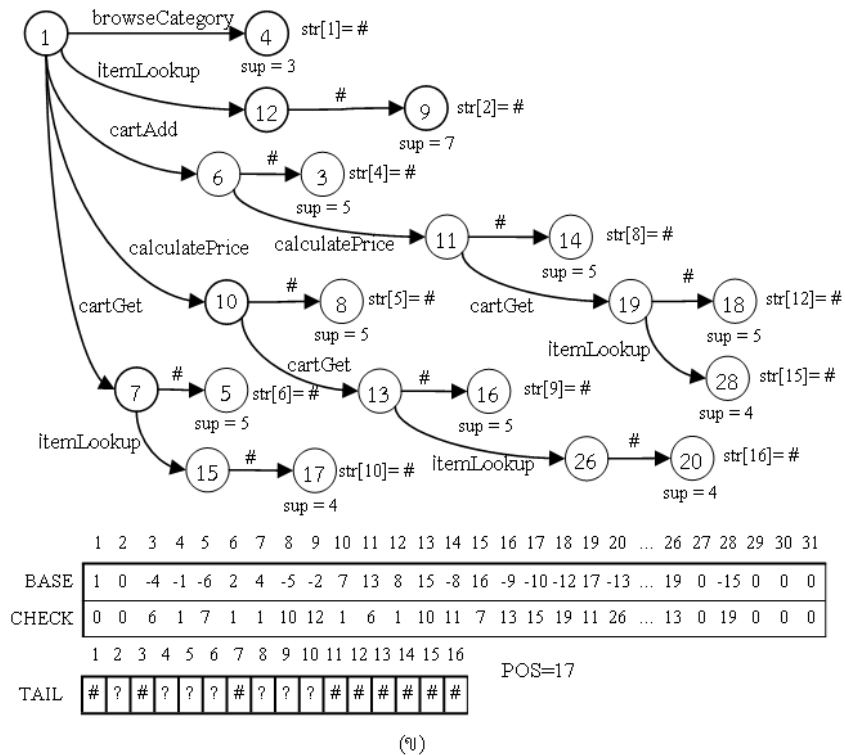 browseCategory
1
4
str[1]= #
sup = 3
itemLookup
12
#
9
str[2]= #
sup = 7
cartAdd
6
#
3
str[4]= #
sup = 5
calculatePrice
calculatePrice
11
#
14
str[8]= #
sup = 5
cartGet
10
#
8
str[5]= #
sup = 5
cartGet
19
#
18
str[12]= #
sup = 5
itemLookup
28
str[15]= #
sup = 4
cartGet
7
#
5
str[6]= #
sup = 5
13
#
16
str[9]= #
sup = 5
itemLookup
15
#
17
str[10]= #
sup = 4
itemLookup
26
#
20
str[16]= #
sup = 4
1 2 3 4 5 6 7 8 9 10 11 12 13 14 15 16 17 18 19 20 ... 26 27 28 29 30 31
BASE 1 0 -4 -1 -6 2 4 -5 -2 7 13 8 15 -8 16 -9 -10 -12 17 -13 ... 19 0 -15 0 0 0
CHECK 0 0 6 1 7 1 1 10 12 1 6 1 10 11 7 13 15 19 11 26 ... 13 0 19 0 0 0
1 2 3 4 5 6 7 8 9 10 11 12 13 14 15 16
TAIL # ? # ? ? ? # ? ? ? # # # # # #
POS=17
(ข)